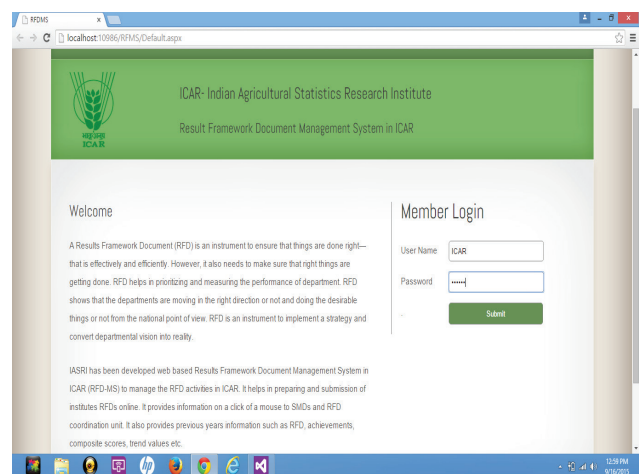 RFDMS
localhost:10986/RFMS/Default.aspx
ICAR- Indian Agricultural Statistics Research Institute
Result Framework Document Management System in ICAR
ICAR
Welcome
A Results Framework Document (RFD) is an instrument to ensure that things are done right—
that is effectively and efficiently. However, it also needs to make sure that right things are
getting done. RFD helps in prioritizing and measuring the performance of department. RFD
shows that the departments are moving in the right direction or not and doing the desirable
things or not from the national point of view. RFD is an instrument to implement a strategy and
convert departmental vision into reality.
IASRI has been developed web based Results Framework Document Management System in
ICAR (RFD-MS) to manage the RFD activities in ICAR. It helps in preparing and submission of
institutes RFDs online. It provides information on a click of a mouse to SMDs and RFD
coordination unit. It also provides previous years information such as RFD, achievements,
composite scores, trend values etc.
Member Login
User Name ICAR
Password ••••••
Submit
12:59 PM